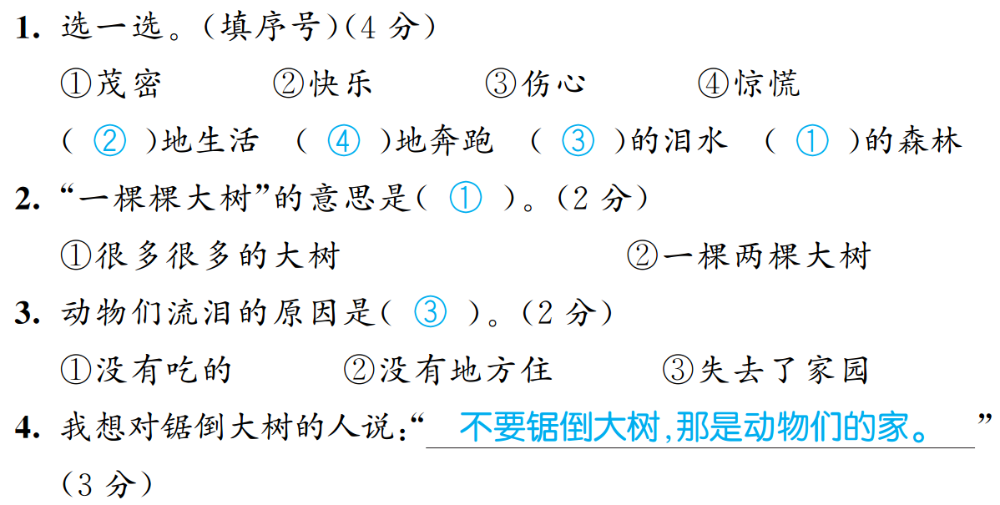 1. 选一选。(填序号)(4 分)
①茂密 ②快乐 ③伤心 ④惊慌
( ② )地生活 ( ④ )地奔跑 ( ③ )的泪水 ( ① )的森林
2. “一棵棵大树”的意思是( ① )。(2 分)
①很多很多的大树 ②一棵两棵大树
3. 动物们流泪的原因是( ③ )。(2 分)
①没有吃的 ②没有地方住 ③失去了家园
4. 我想对锯倒大树的人说:“ 不要锯倒大树,那是动物们的家。 ”
(3 分)